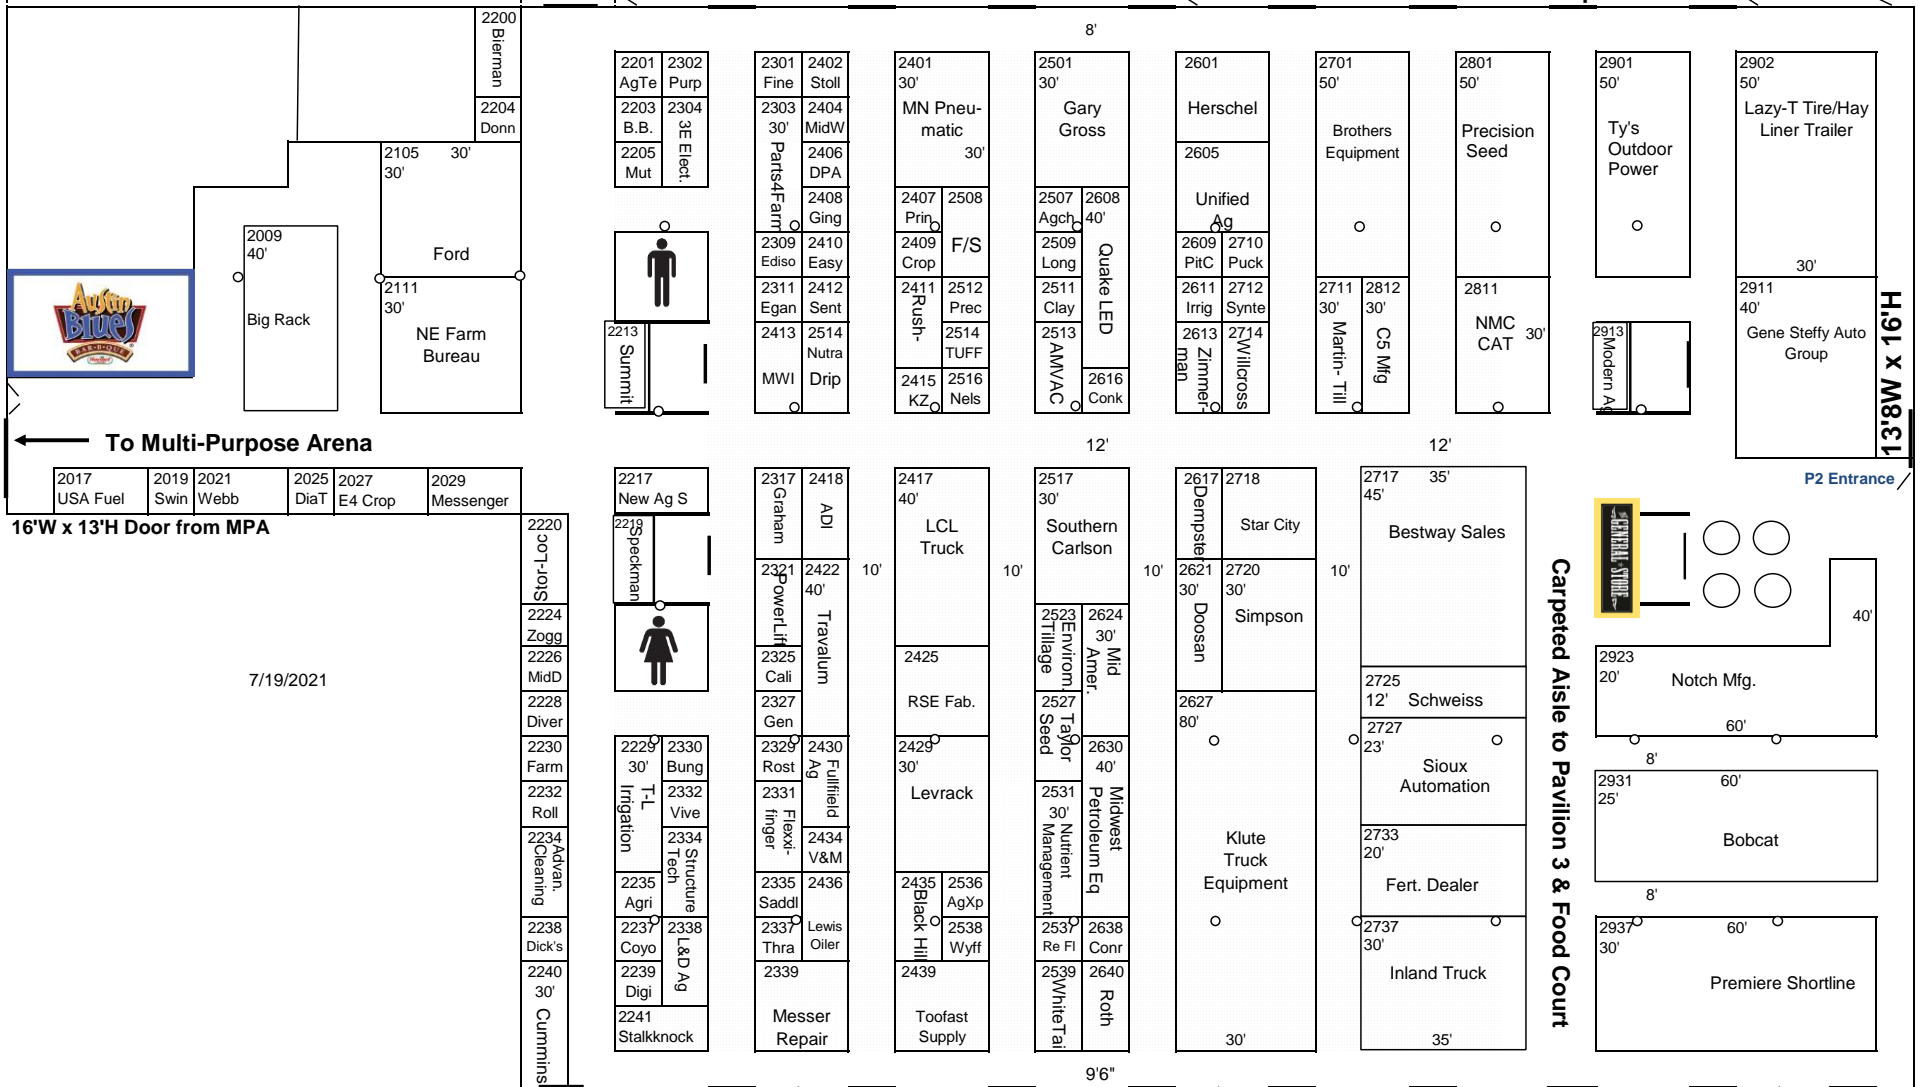 8'
2200
Bierman
2204
Donn
2105 30'
30'
Ford
2111
30'
NE Farm
Bureau
2009
40'
Big Rack
Austin
Blues
BAR-B-QUE
To Multi-Purpose Arena
2017
USA Fuel
2019
Swin
2021
Webb
2025
DiaT
2027
E4 Crop
2029
Messenger
16'W x 13'H Door from MPA
7/19/2021
2201
AgTe
2302
Purp
2203
B.B.
2304
3E Elect.
2205
Mut
2213
Summit
2301
Fine
2402
Stoll
2303
30'
Parts4Farm
2404
MidW
2406
DPA
2408
Ging
2309
Ediso
2410
Easy
2311
Egan
2412
Sent
2413
MWI
2514
Nutra
Drip
2401
30'
MN Pneu-
matic
30'
2407
Prin
2508
F/S
2409
Crop
2411
Rush-
2512
Prec
2514
TUFF
2415
KZ
2516
Nels
2501
30'
Gary
Gross
2507
Agch
2608
40'
Quake LED
2509
Long
2511
Clay
2513
AMVAC
2616
Conk
2601
Herschel
2605
Unified
Ag
2609
PitC
2710
Puck
2611
Irrig
2712
Synte
2613
Zimmer-
man
2714
Willcross
2701
50'
Brothers
Equipment
2711
30'
Martin- Till
2812
30'
C5 Mfg
2801
50'
Precision
Seed
2811
NMC
CAT
30'
2901
50'
Ty's
Outdoor
Power
2913
Modern Ag
2902
50'
Lazy-T Tire/Hay
Liner Trailer
30'
2911
40'
Gene Steffy Auto
Group
13'8W x 16'H
P2 Entrance
12'
12'
2220
Loc-Stor
2224
Zogg
2226
MidD
2228
Diver
2230
Farm
2232
Roll
2234
Advan.
Cleaning
2238
Dick's
2240
30'
Cummins
2217
New Ag S
2219
Speckman
2229
30'
T-L
Irrigation
2330
Bung
2332
Vive
2334
Structure
Tech
2235
Agri
2237
Coyo
2338
L&D Ag
2239
Digi
2241
Stalkknock
2317
Graham
2418
ADI
2321
PowerLift
2422
40'
Travalum
2325
Cali
2327
Gen
2329
Rost
2430
Fullfiield
Ag
2331
Flexxi-
finger
2434
V&M
2335
Saddl
2436
Lewis
Oiler
2337
Thra
2339
Messer
Repair
10'
2417
40'
LCL
Truck
2425
RSE Fab.
2429
30'
Levrack
2435
Black Hill
2536
AgXp
2538
Wyff
2439
Toofast
Supply
10'
2517
30'
Southern
Carlson
2523
Envirom.
Tillage
2624
30'
Mid
Amer.
2527
Taylor
Seed
2630
40'
Midwest
Petroleum Eq
2531
30'
Nutrient
Management
2537
Re Fl
2638
Conr
2539
WhiteTai
2640
Roth
10'
2617
Dempster
2718
Star City
2621
30'
Doosan
2720
30'
Simpson
2627
80'
Klute
Truck
Equipment
30'
10'
2717 35'
45'
Bestway Sales
2725
12' Schweiss
2727
23'
Sioux
Automation
2733
20'
Fert. Dealer
2737
30'
Inland Truck
35'
Carpeted Aisle to Pavilion 3 & Food Court
GENERAL STORE
40'
2923
20'
Notch Mfg.
60'
8'
2931
25'
60'
Bobcat
8'
2937
30'
60'
Premiere Shortline
9'6"